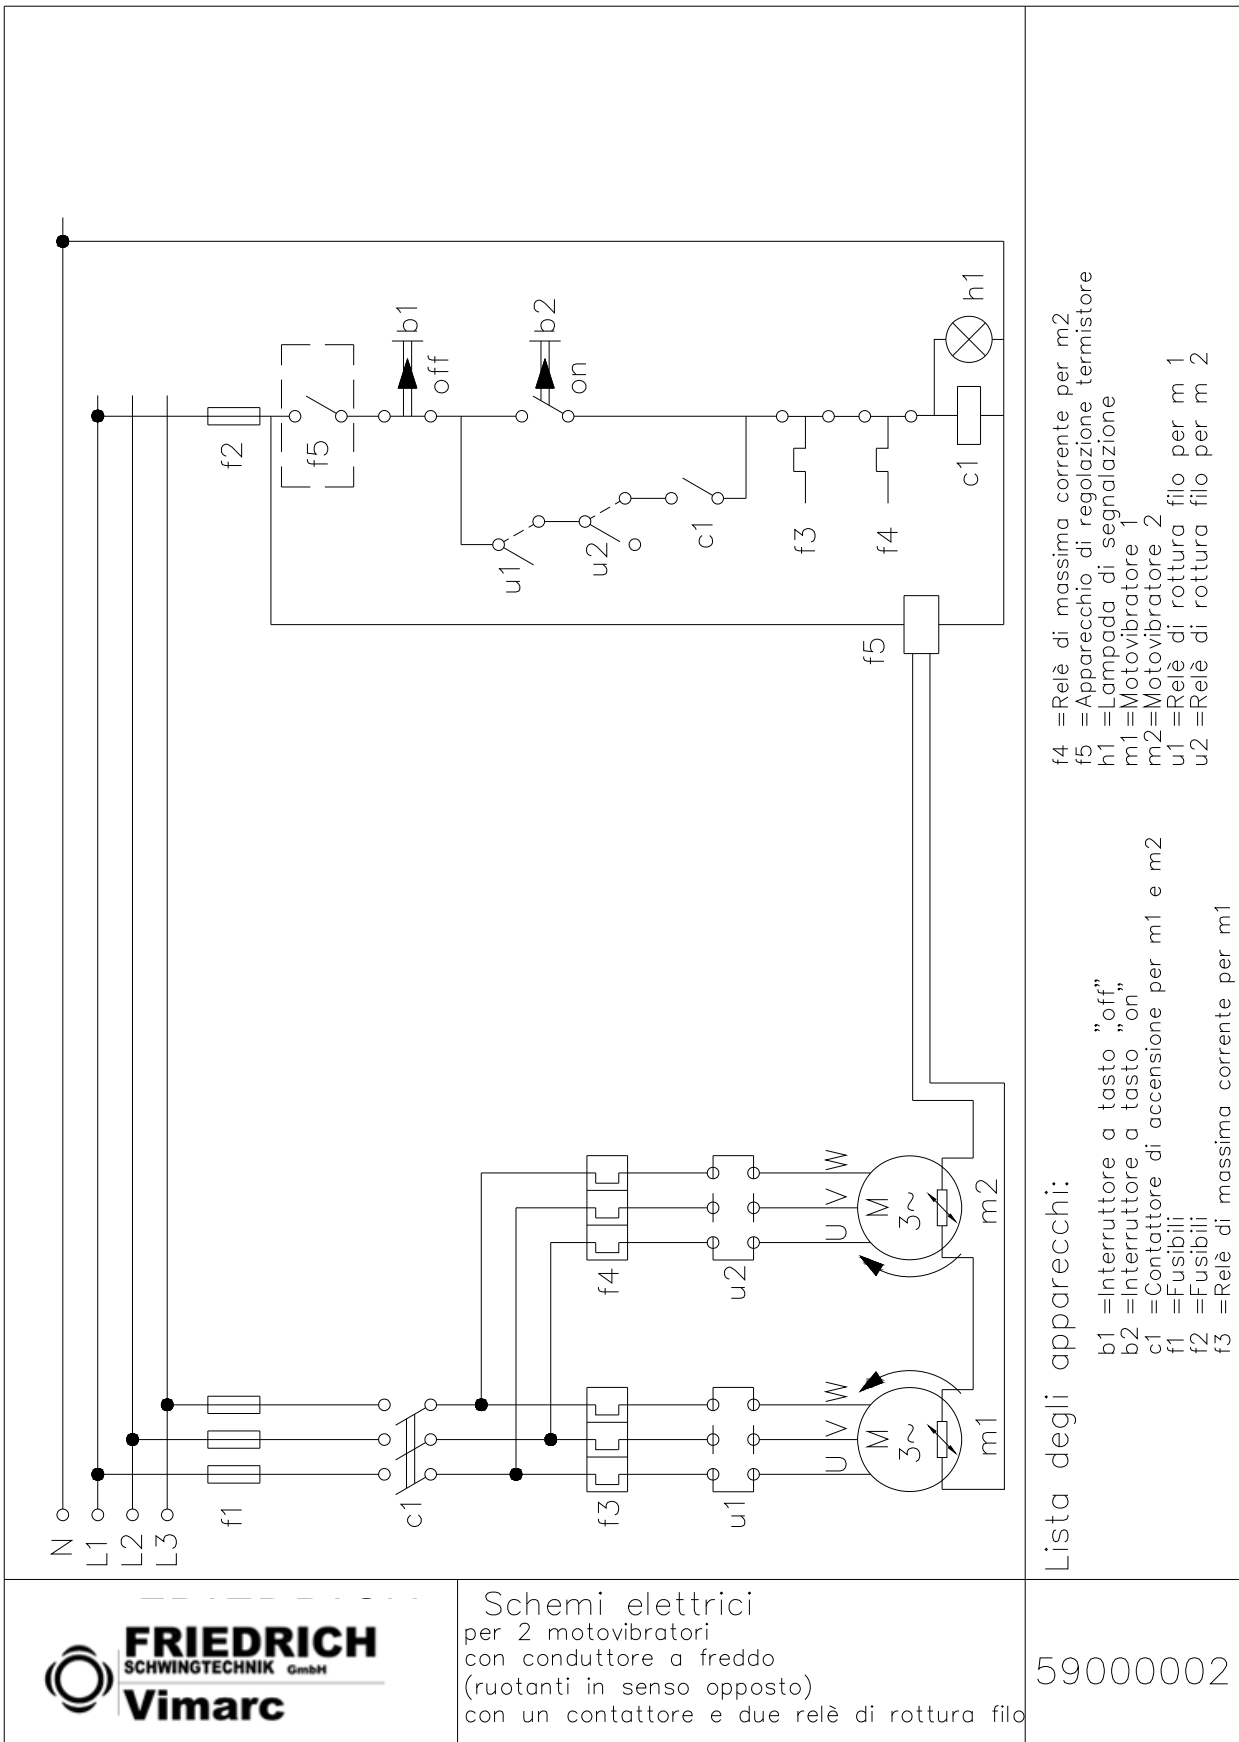 N
L1
L2
L3
f1
f2
f5
b1
off
b2
on
u1
u2
c1
f3
f4
c1
h1
f5
c1
f4
u2
U V W
M
3~
m2
f3
u1
U V W
M
3~
m1
Lista degli apparecchi:
b1 =Interruttore a tasto "off"
b2 =Interruttore a tasto "on"
c1 =Contattore di accensione per m1 e m2
f1 =Fusibili
f2 =Fusibili
f3 =Relè di massima corrente per m1
f4 =Relè di massima corrente per m2
f5 =Apparecchio di regolazione termistore
h1 =Lampada di segnalazione
m1=Motovibratore 1
m2=Motovibratore 2
u1 =Relè di rottura filo per m 1
u2 =Relè di rottura filo per m 2
FRIEDRICH
SCHWINGTECHNIK GmbH
Vimarc
Schemi elettrici
per 2 motovibratori
con conduttore a freddo
(ruotanti in senso opposto)
con un contattore e due relè di rottura filo
59000002